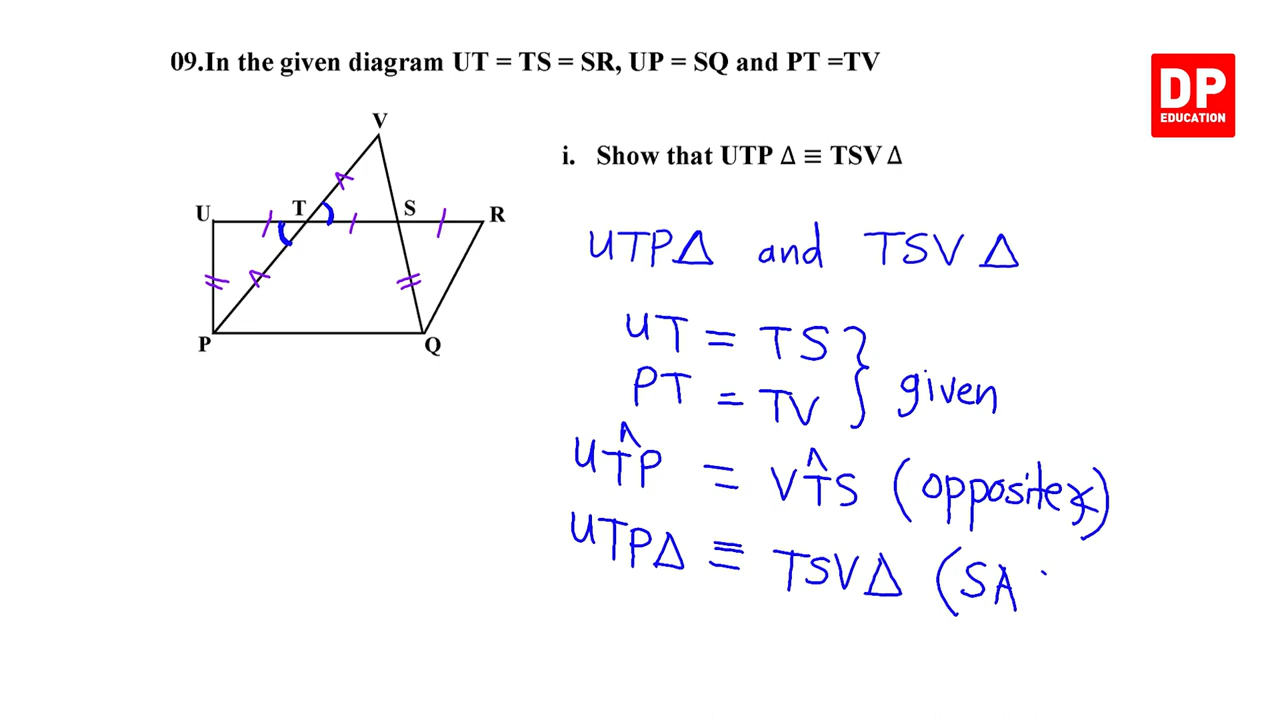 09.In the given diagram UT = TS = SR, UP = SQ and PT =TV
DP
EDUCATION
V
U T S R
P Q
i. Show that UTP Δ ≡ TSV Δ
UTPΔ and TSV Δ
UT = TS
PT = TV } given
UT̂P = VT̂S (opposite∡)
UTPΔ ≡ TSVΔ (SA